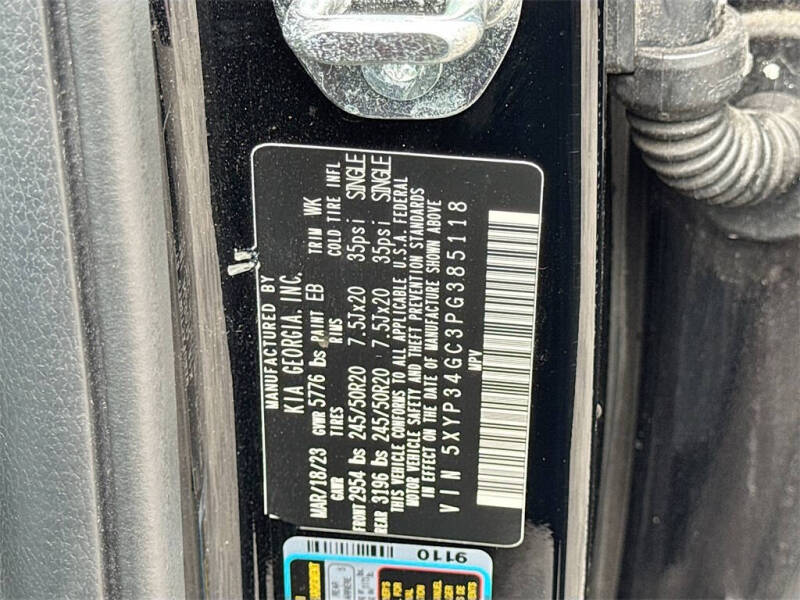 MANUFACTURED BY
KIA GEORGIA, INC.
MAR/18/23 GVWR 5776 lbs PAINT EB TRIM WK
GAWR TIRES RIMS COLD TIRE INFL
FRONT 2954 lbs 245/50R20 7.5Jx20 35psi SINGLE
REAR 3196 lbs 245/50R20 7.5Jx20 35psi SINGLE
THIS VEHICLE CONFORMS TO ALL APPLICABLE U.S.A. FEDERAL
MOTOR VEHICLE SAFETY AND THEFT PREVENTION STANDARDS
IN EFFECT ON THE DATE OF MANUFACTURE SHOWN ABOVE
VIN 5XYP34GC3PG385118
MPV
9110
REAR